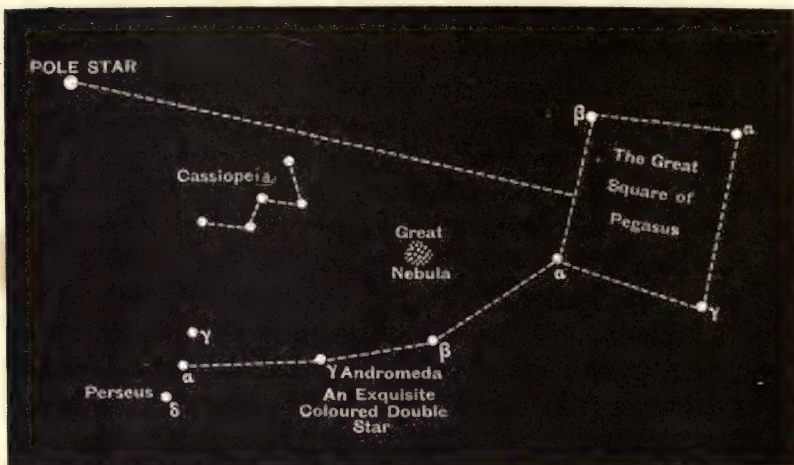 POLE STAR
β
α
The Great
Square of
Pegasus
Cassiopeia
Great
Nebula
α
γ
γ
β
α
γ Andromeda
An Exquisite
Coloured Double
Star
Perseus
δ